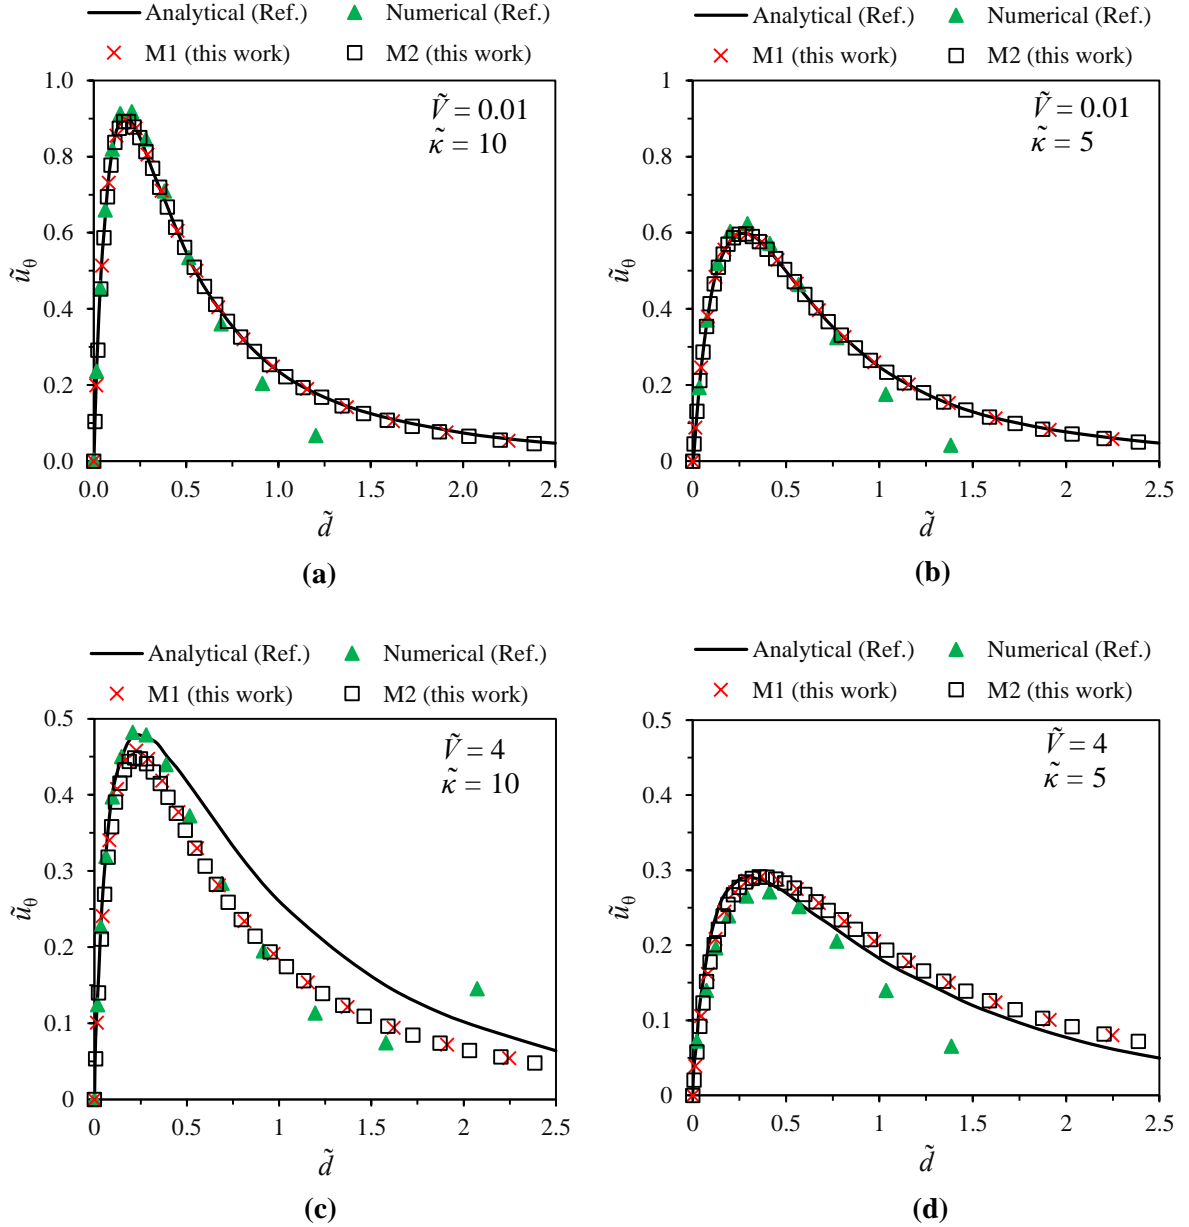 Analytical (Ref.) Numerical (Ref.)
M1 (this work) M2 (this work)
Ṽ = 0.01
κ̃ = 10
ũθ
1.0
0.8
0.6
0.4
0.2
0.0
0.0 0.5 1.0 1.5 2.0 2.5
d̃
(a)
Analytical (Ref.) Numerical (Ref.)
M1 (this work) M2 (this work)
Ṽ = 0.01
κ̃ = 5
ũθ
1
0.8
0.6
0.4
0.2
0
0 0.5 1 1.5 2 2.5
d̃
(b)
Analytical (Ref.) Numerical (Ref.)
M1 (this work) M2 (this work)
Ṽ = 4
κ̃ = 10
ũθ
0.5
0.4
0.3
0.2
0.1
0
0 0.5 1 1.5 2 2.5
d̃
(c)
Analytical (Ref.) Numerical (Ref.)
M1 (this work) M2 (this work)
Ṽ = 4
κ̃ = 5
ũθ
0.5
0.4
0.3
0.2
0.1
0
0 0.5 1 1.5 2 2.5
d̃
(d)